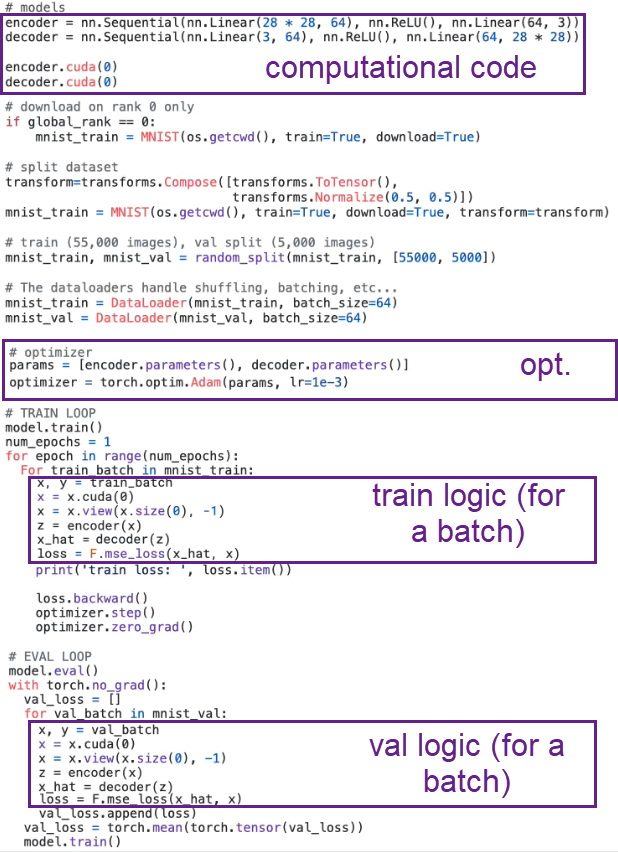 # models
encoder = nn.Sequential(nn.Linear(28 * 28, 64), nn.ReLU(), nn.Linear(64, 3))
decoder = nn.Sequential(nn.Linear(3, 64), nn.ReLU(), nn.Linear(64, 28 * 28))
encoder.cuda(0)
decoder.cuda(0)
computational code
# download on rank 0 only
if global_rank == 0:
    mnist_train = MNIST(os.getcwd(), train=True, download=True)
# split dataset
transform=transforms.Compose([transforms.ToTensor(),
                              transforms.Normalize(0.5, 0.5)])
mnist_train = MNIST(os.getcwd(), train=True, download=True, transform=transform)
# train (55,000 images), val split (5,000 images)
mnist_train, mnist_val = random_split(mnist_train, [55000, 5000])
# The dataloaders handle shuffling, batching, etc...
mnist_train = DataLoader(mnist_train, batch_size=64)
mnist_val = DataLoader(mnist_val, batch_size=64)
# optimizer
params = [encoder.parameters(), decoder.parameters()]
optimizer = torch.optim.Adam(params, lr=1e-3)
opt.
# TRAIN LOOP
model.train()
num_epochs = 1
for epoch in range(num_epochs):
  For train_batch in mnist_train:
    x, y = train_batch
    x = x.cuda(0)
    x = x.view(x.size(0), -1)
    z = encoder(x)
    x_hat = decoder(z)
    loss = F.mse_loss(x_hat, x)
train logic (for
a batch)
    print('train loss: ', loss.item())
    loss.backward()
    optimizer.step()
    optimizer.zero_grad()
# EVAL LOOP
model.eval()
with torch.no_grad():
  val_loss = []
  for val_batch in mnist_val:
    x, y = val_batch
    x = x.cuda(0)
    x = x.view(x.size(0), -1)
    z = encoder(x)
    x_hat = decoder(z)
    loss = F.mse_loss(x_hat, x)
val logic (for a
batch)
    val_loss.append(loss)
  val_loss = torch.mean(torch.tensor(val_loss))
  model.train()